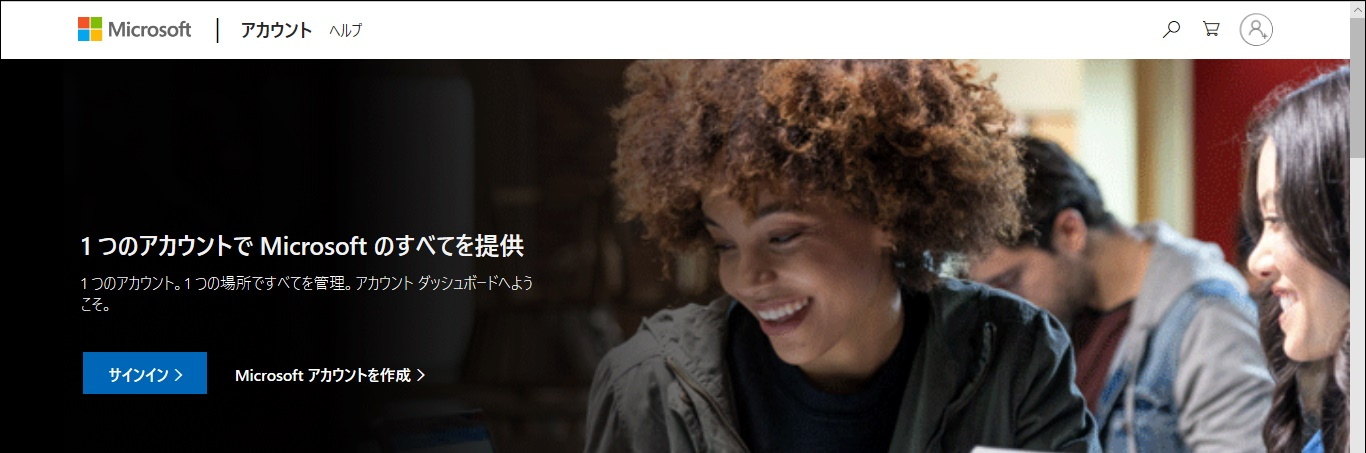 Microsoft アカウント ヘルプ
1 つのアカウントで Microsoft のすべてを提供
1 つのアカウント。1 つの場所ですべてを管理。アカウント ダッシュボードへよう
こそ。
サインイン > Microsoft アカウントを作成 >